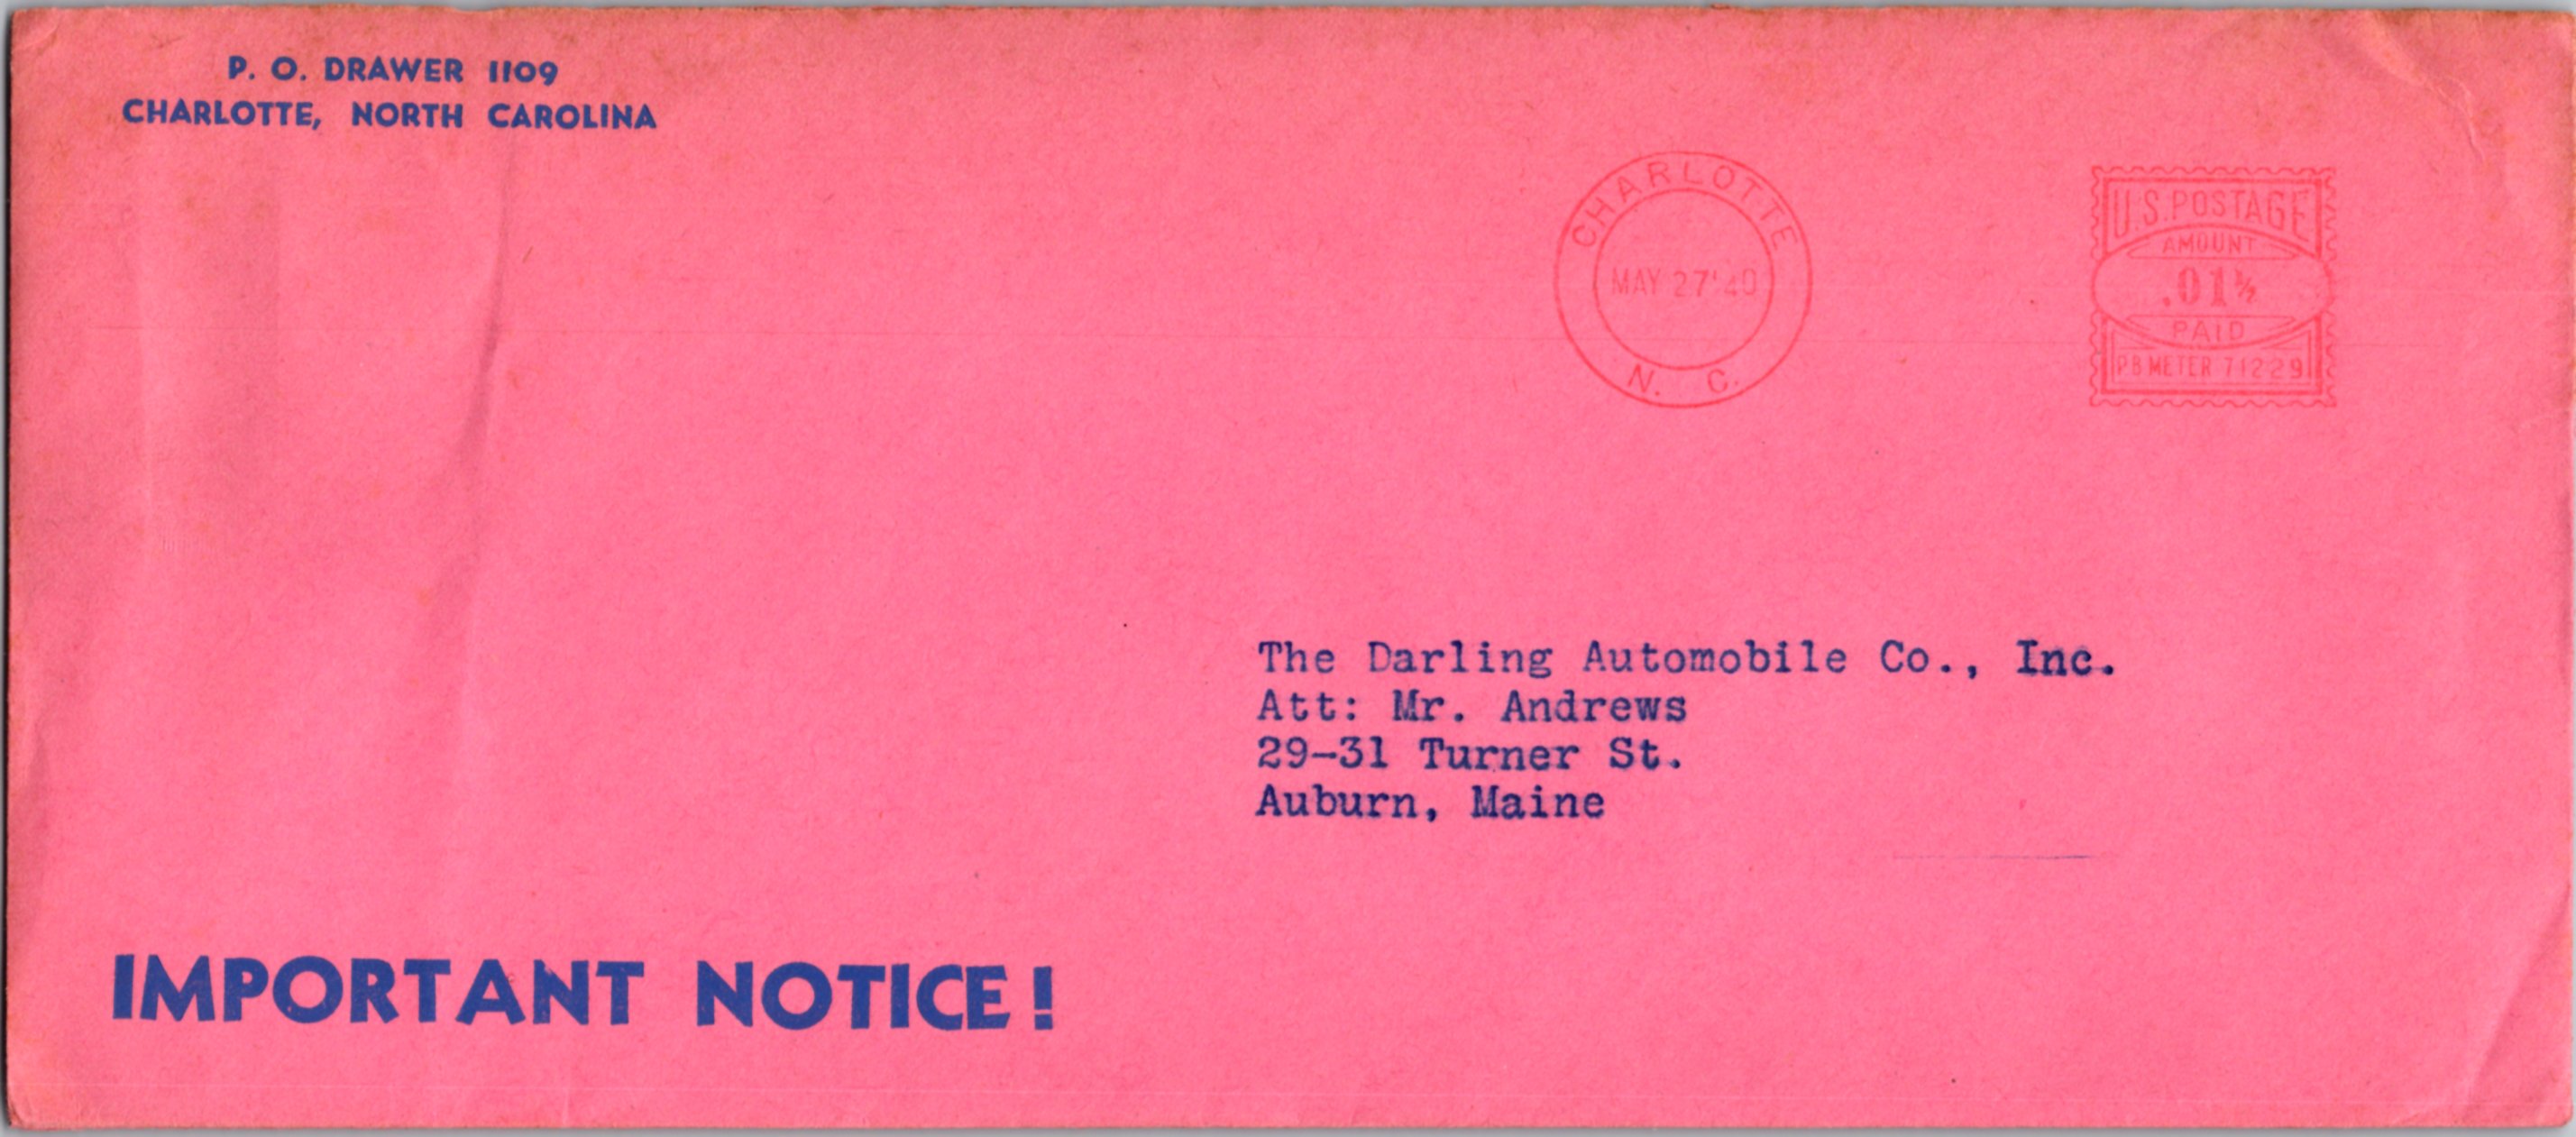 P. O. DRAWER 1109
CHARLOTTE, NORTH CAROLINA
CHARLOTTE
MAY 27'40
N. C.
U.S. POSTAGE
AMOUNT
.01½
PAID
PB METER 71229
The Darling Automobile Co., Inc.
Att: Mr. Andrews
29-31 Turner St.
Auburn, Maine
IMPORTANT NOTICE!